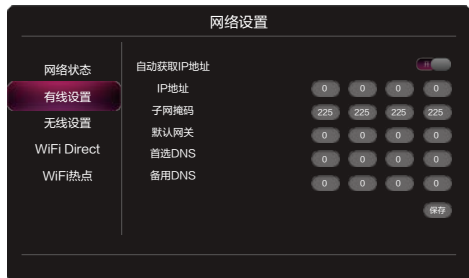 网络设置
网络状态
有线设置
无线设置
WiFi Direct
WiFi热点
自动获取IP地址 开
IP地址 0 0 0 0
子网掩码 225 225 225 225
默认网关 0 0 0 0
首选DNS 0 0 0 0
备用DNS 0 0 0 0
保存